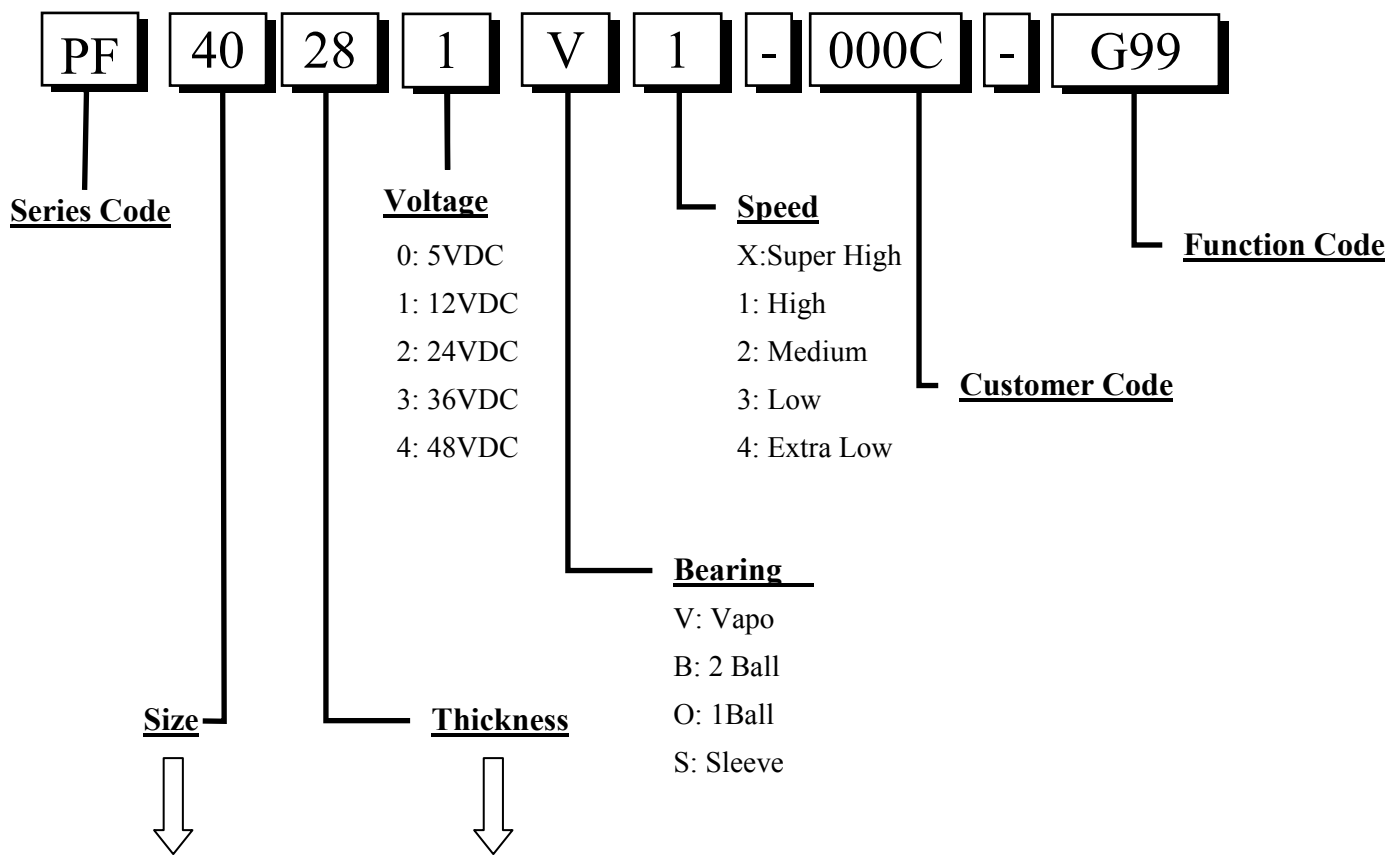 PF 40 28 1 V 1 - 000C - G99
Series Code
Voltage
0: 5VDC
1: 12VDC
2: 24VDC
3: 36VDC
4: 48VDC
Speed
X:Super High
1: High
2: Medium
3: Low
4: Extra Low
Function Code
Customer Code
Bearing
V: Vapo
B: 2 Ball
O: 1Ball
S: Sleeve
Size
Thickness